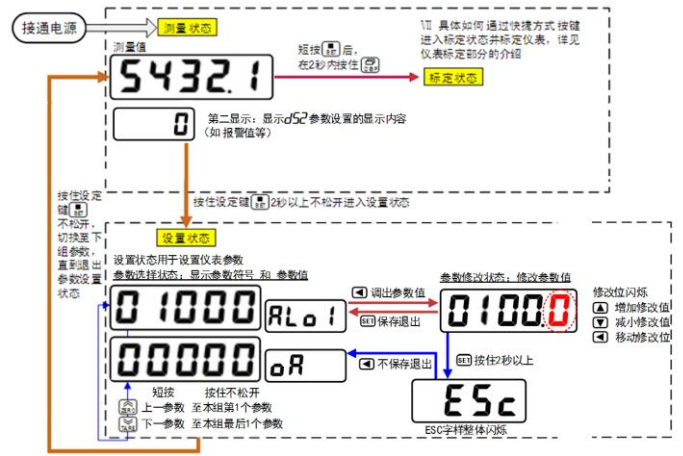 接通电源
测量状态
测量值
5432.1
短按 SET 后，
在2秒内按住
Ⅶ 具体如何通过快捷方式按键
进入标定状态并标定仪表，详见
仪表标定部分的介绍
标定状态
0
第二显示：显示dS2参数设置的显示内容
（如报警值等）
按住设定
键
不松开，
切换至下
组参数，
直到退出
参数设置
状态
按住设定键 2秒以上不松开进入设置状态
设置状态
设置状态用于设置仪表参数
参数选择状态：显示参数符号 和 参数值
01000
ALo1
调出参数值
SET 保存退出
参数修改状态：修改参数值
0100.0
修改位闪烁
增加修改值
减小修改值
移动修改位
00000
oA
不保存退出
SET 按住2秒以上
短按 按住不松开
ZERO 上一参数 至本组第1个参数
TARE 下一参数 至本组最后1个参数
ESc
ESC字样整体闪烁